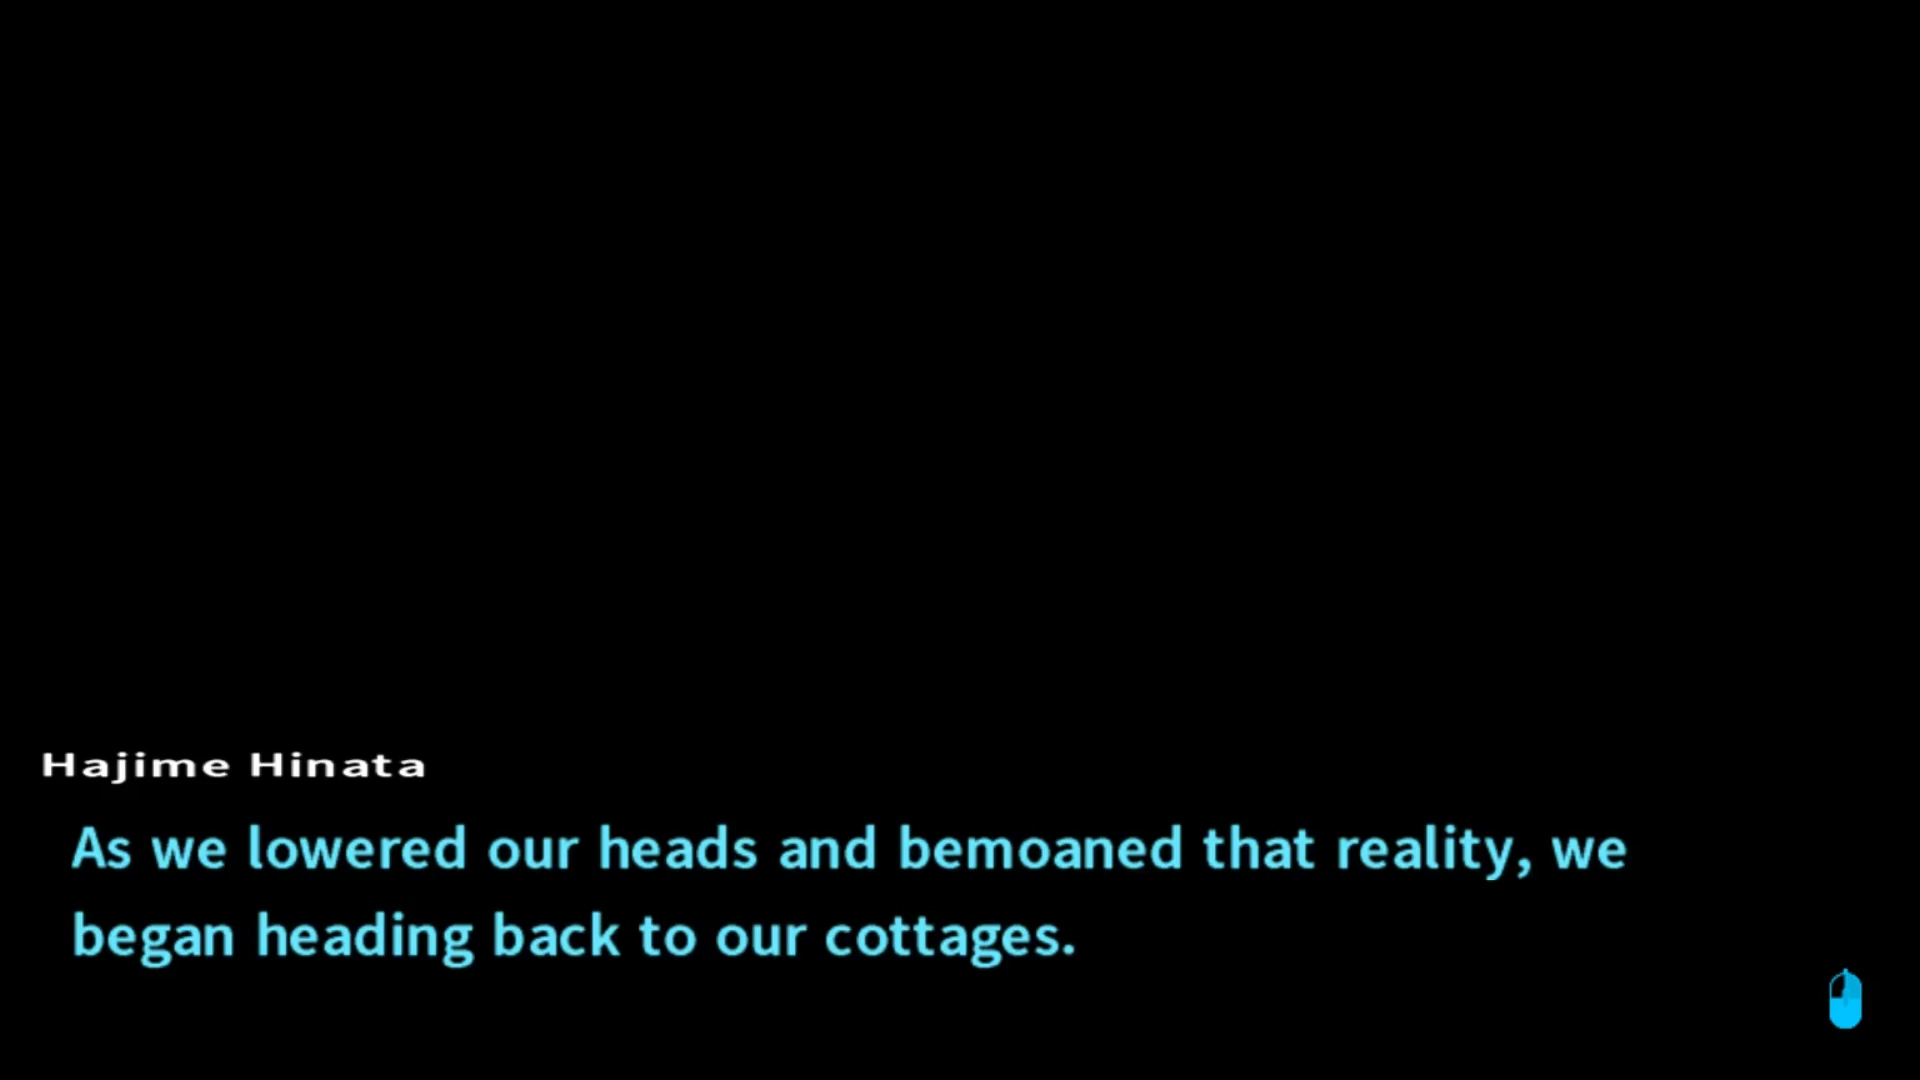 Hajime Hinata
As we lowered our heads and bemoaned that reality, we
began heading back to our cottages.